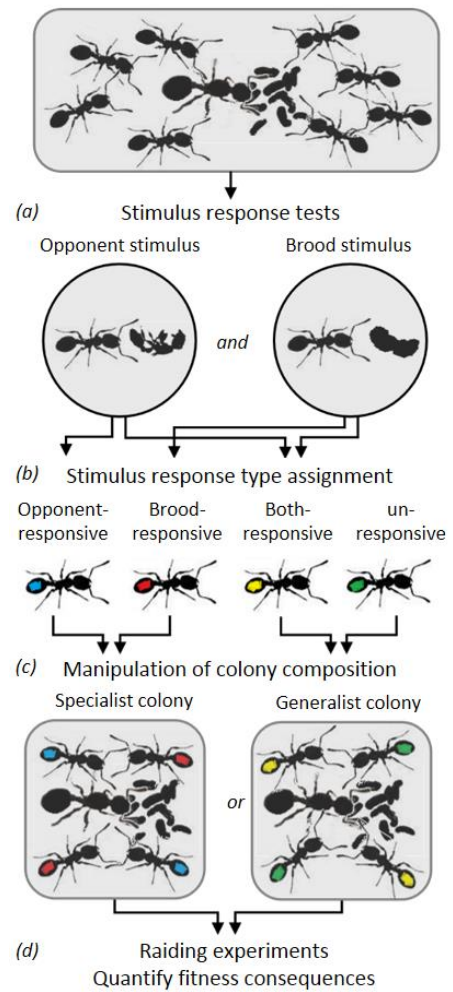 (a) Stimulus response tests
Opponent stimulus Brood stimulus
and
(b) Stimulus response type assignment
Opponent- Brood- Both- un-
responsive responsive responsive responsive
(c) Manipulation of colony composition
Specialist colony Generalist colony
or
(d) Raiding experiments
Quantify fitness consequences